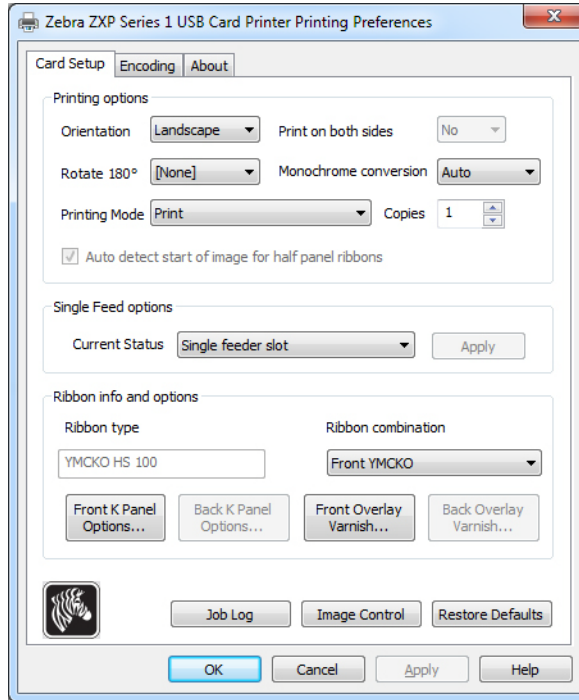 Zebra ZXP Series 1 USB Card Printer Printing Preferences
Card Setup Encoding About
Printing options
Orientation Landscape Print on both sides No
Rotate 180° [None] Monochrome conversion Auto
Printing Mode Print Copies 1
Auto detect start of image for half panel ribbons
Single Feed options
Current Status Single feeder slot Apply
Ribbon info and options
Ribbon type Ribbon combination
YMCKO HS 100 Front YMCKO
Front K Panel Options... Back K Panel Options... Front Overlay Varnish... Back Overlay Varnish...
Job Log Image Control Restore Defaults
OK Cancel Apply Help